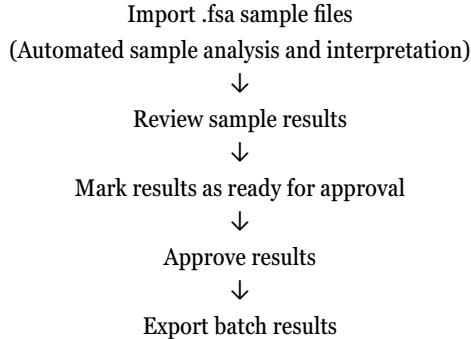 Import .fsa sample files
(Automated sample analysis and interpretation)
↓
Review sample results
↓
Mark results as ready for approval
↓
Approve results
↓
Export batch results